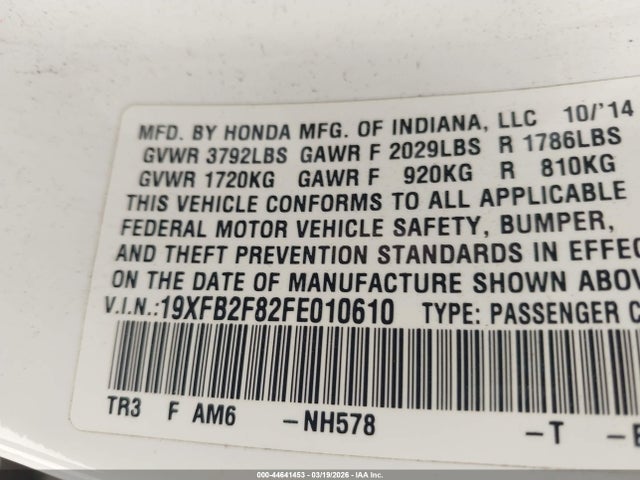 MFD. BY HONDA MFG. OF INDIANA, LLC 10/'14
GVWR 3792LBS GAWR F 2029LBS R 1786LBS
GVWR 1720KG GAWR F 920KG R 810KG
THIS VEHICLE CONFORMS TO ALL APPLICABLE
FEDERAL MOTOR VEHICLE SAFETY, BUMPER,
AND THEFT PREVENTION STANDARDS IN EFFEC
ON THE DATE OF MANUFACTURE SHOWN ABOV
V.I.N.:19XFB2F82FE010610 TYPE: PASSENGER C
TR3 F AM6 -NH578 -T -E
000-44641453 - 03/19/2026 - IAA Inc.